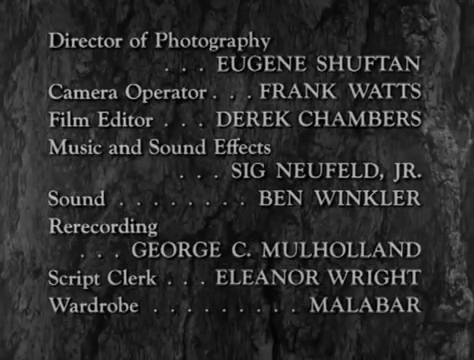 Director of Photography
. . . EUGENE SHUFTAN
Camera Operator . . . FRANK WATTS
Film Editor . . . DEREK CHAMBERS
Music and Sound Effects
. . . SIG NEUFELD, JR.
Sound . . . . . . . . BEN WINKLER
Rerecording
. . . GEORGE C. MULHOLLAND
Script Clerk . . . ELEANOR WRIGHT
Wardrobe . . . . . . . . . MALABAR